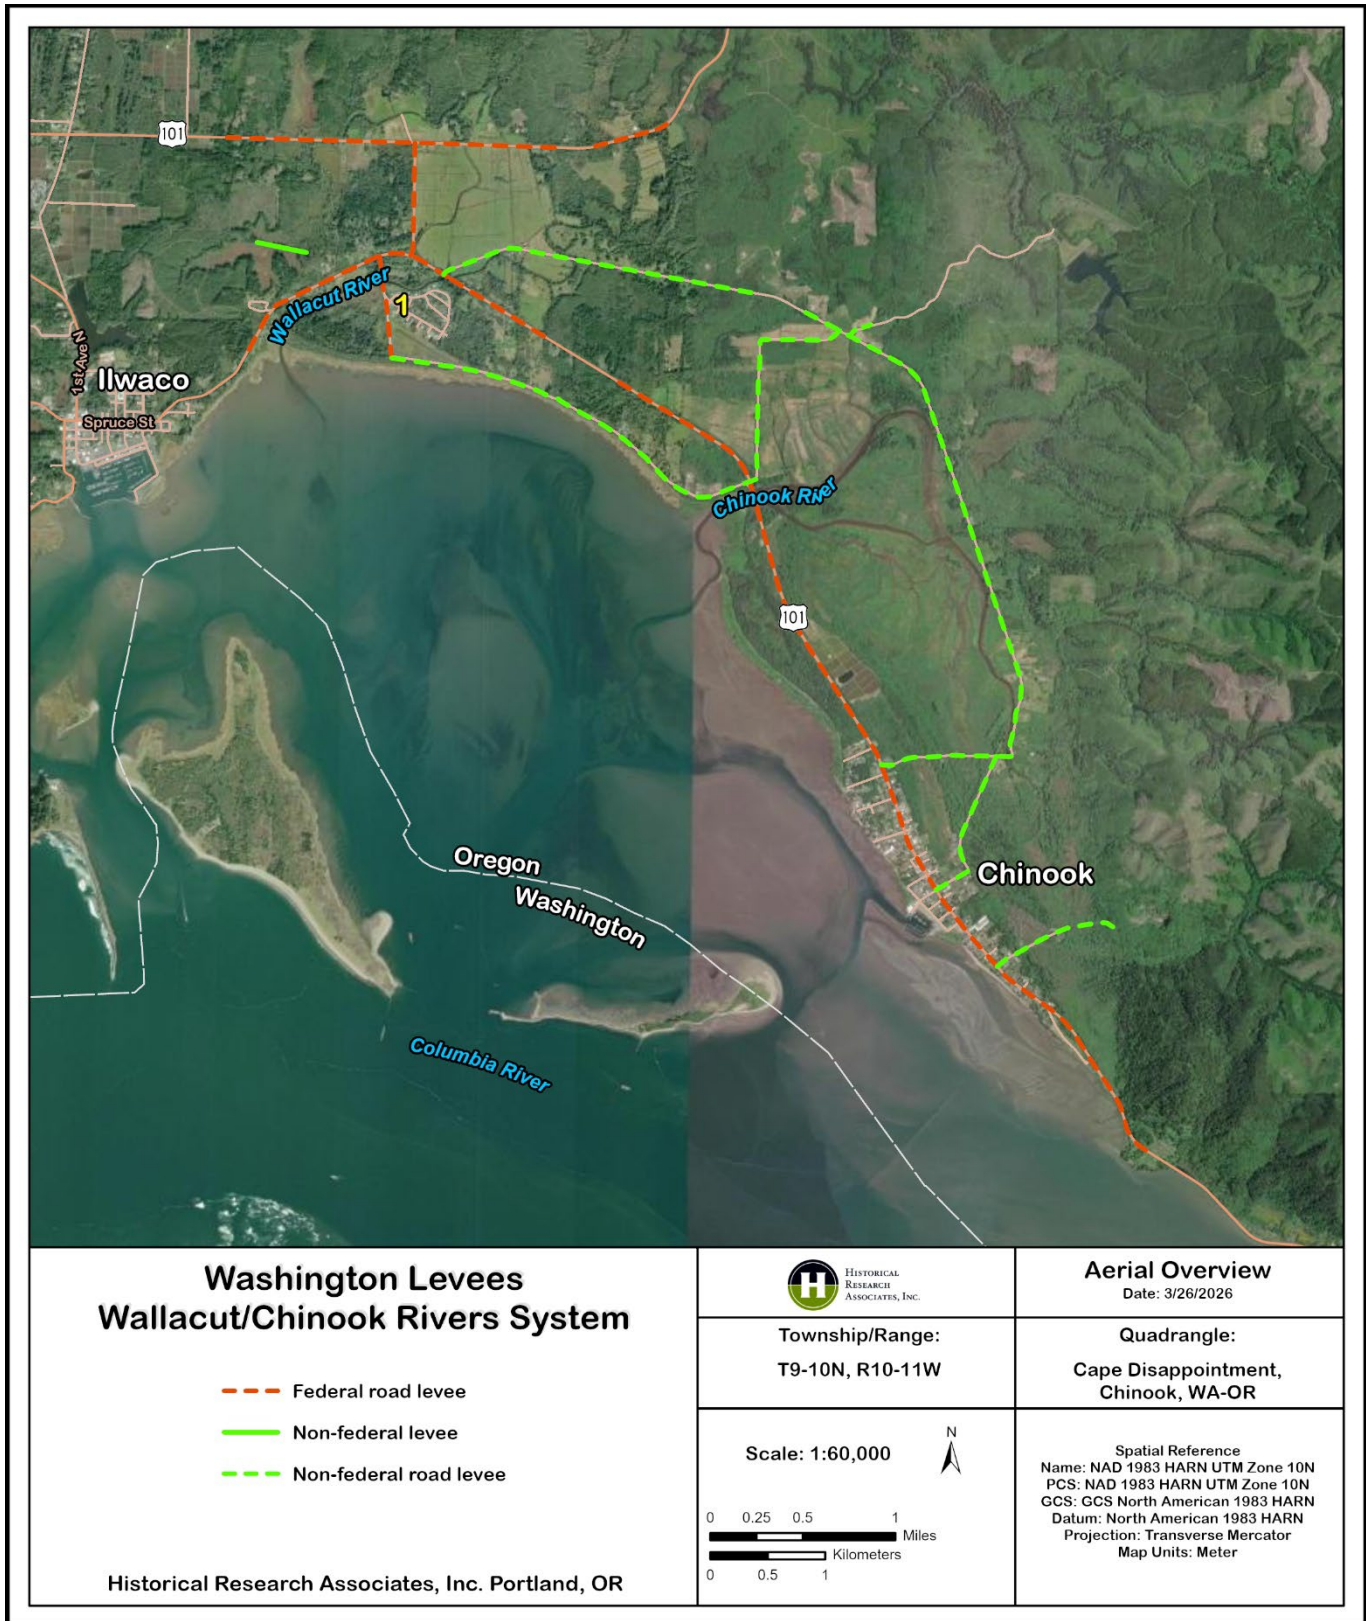 101
Wallacut River
1
1st Ave N
Ilwaco
Spruce St
Chinook River
101
Oregon
Washington
Chinook
Columbia River
Washington Levees
Wallacut/Chinook Rivers System
Federal road levee
Non-federal levee
Non-federal road levee
Historical Research Associates, Inc. Portland, OR
H
HISTORICAL
RESEARCH
ASSOCIATES, INC.
Aerial Overview
Date: 3/26/2026
Township/Range:
T9-10N, R10-11W
Quadrangle:
Cape Disappointment,
Chinook, WA-OR
Scale: 1:60,000
N
0 0.25 0.5 1
Miles
Kilometers
0 0.5 1
Spatial Reference
Name: NAD 1983 HARN UTM Zone 10N
PCS: NAD 1983 HARN UTM Zone 10N
GCS: GCS North American 1983 HARN
Datum: North American 1983 HARN
Projection: Transverse Mercator
Map Units: Meter